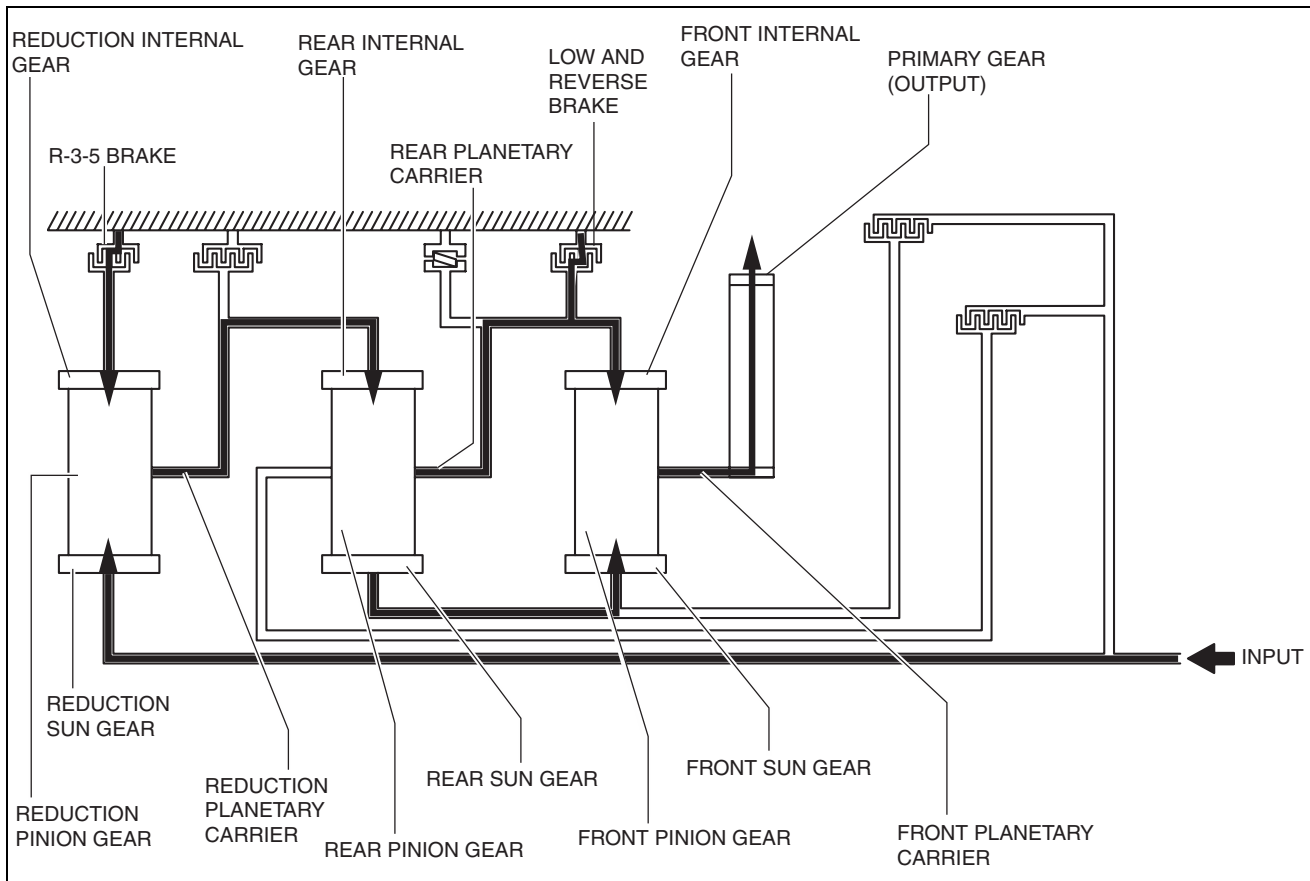 REDUCTION INTERNAL
GEAR
REAR INTERNAL
GEAR
LOW AND
REVERSE
BRAKE
FRONT INTERNAL
GEAR
PRIMARY GEAR
(OUTPUT)
R-3-5 BRAKE
REAR PLANETARY
CARRIER
INPUT
REDUCTION
SUN GEAR
REDUCTION
PINION GEAR
REDUCTION
PLANETARY
CARRIER
REAR SUN GEAR
REAR PINION GEAR
FRONT SUN GEAR
FRONT PINION GEAR
FRONT PLANETARY
CARRIER